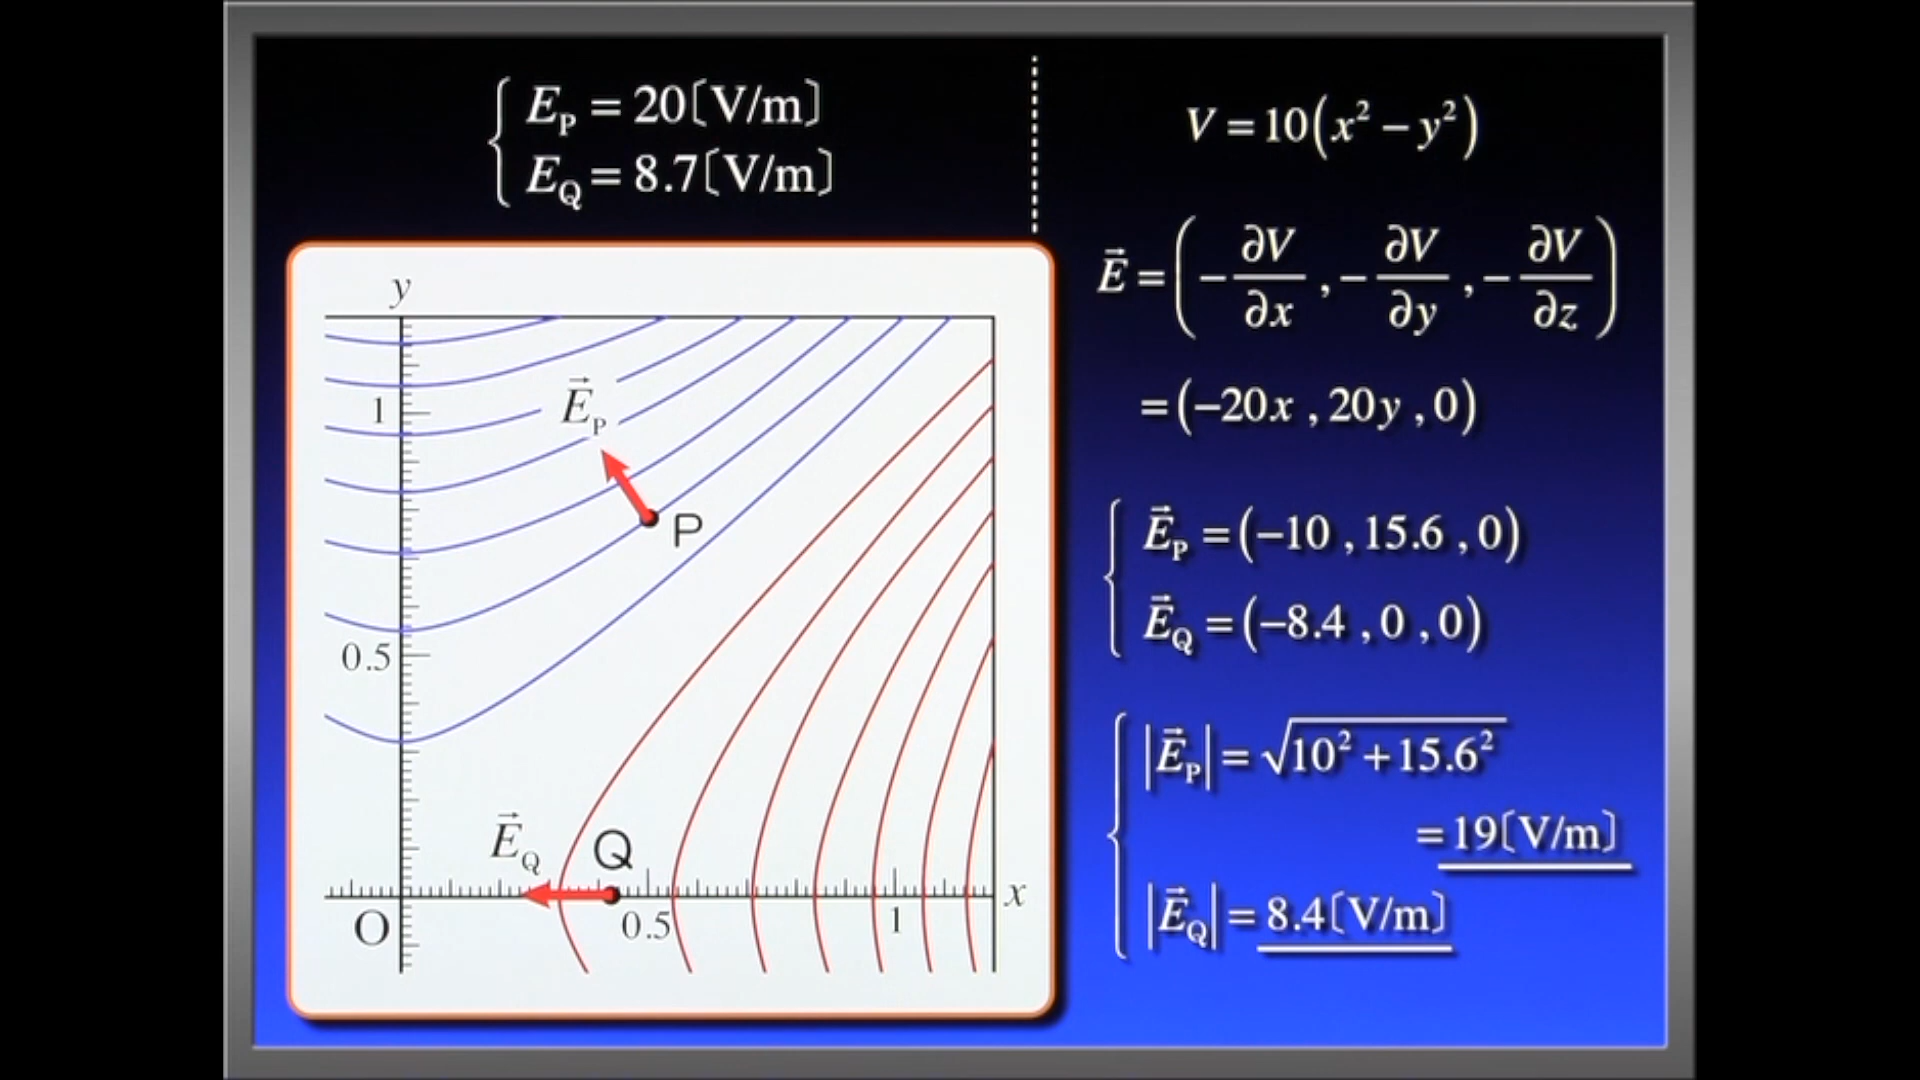 E_P = 20〔V/m〕
E_Q = 8.7〔V/m〕
y
1
E⃗_P
P
0.5
E⃗_Q
Q
x
O
0.5
1
V = 10(x² − y²)
E⃗ = (−∂V/∂x , −∂V/∂y , −∂V/∂z)
= (−20x , 20y , 0)
E⃗_P = (−10 , 15.6 , 0)
E⃗_Q = (−8.4 , 0 , 0)
|E⃗_P| = √(10² + 15.6²)
= 19〔V/m〕
|E⃗_Q| = 8.4〔V/m〕